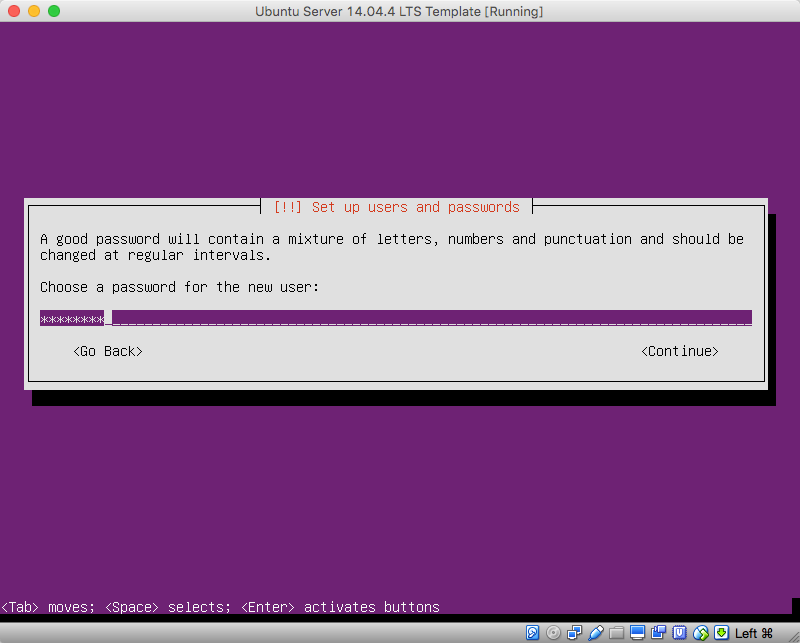 Ubuntu Server 14.04.4 LTS Template [Running]
[!!] Set up users and passwords
A good password will contain a mixture of letters, numbers and punctuation and should be
changed at regular intervals.
Choose a password for the new user:
********
<Go Back> <Continue>
<Tab> moves; <Space> selects; <Enter> activates buttons
Left ⌘